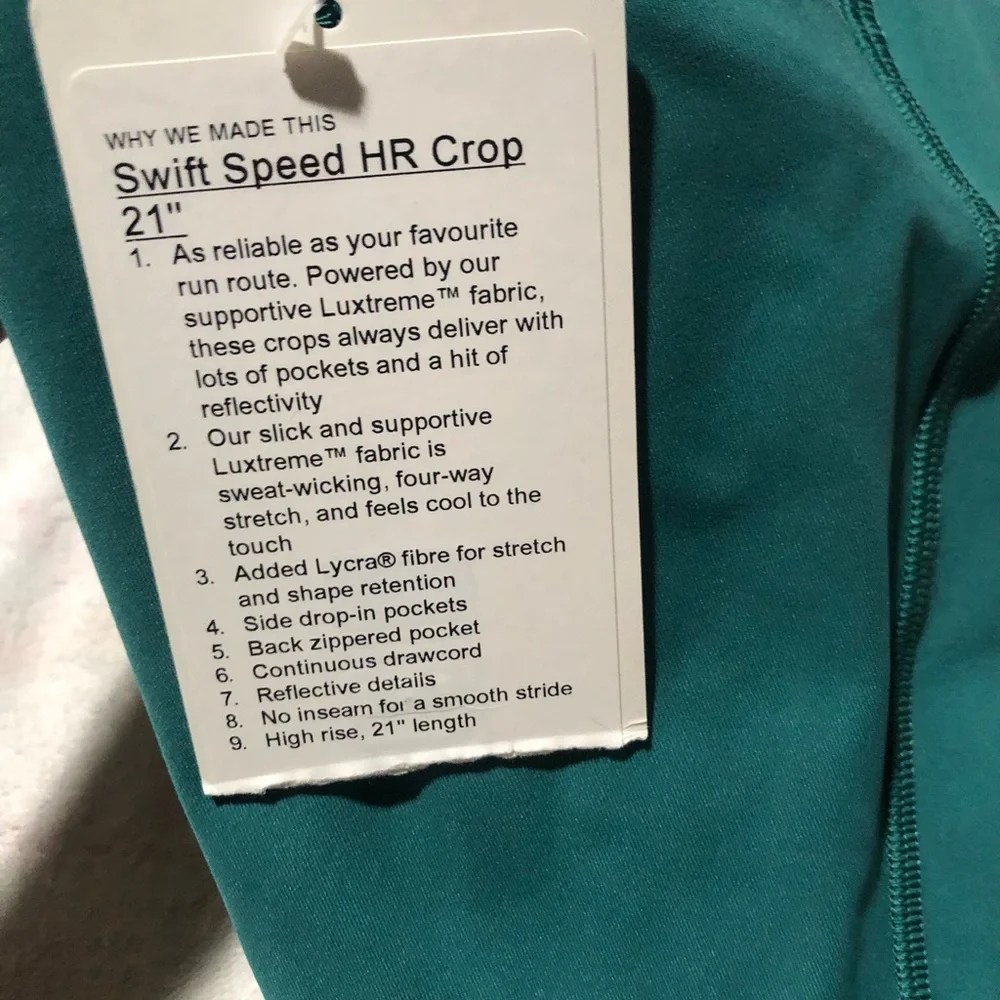 WHY WE MADE THIS
Swift Speed HR Crop
21"
1. As reliable as your favourite
run route. Powered by our
supportive Luxtreme™ fabric,
these crops always deliver with
lots of pockets and a hit of
reflectivity
2. Our slick and supportive
Luxtreme™ fabric is
sweat-wicking, four-way
stretch, and feels cool to the
touch
3. Added Lycra® fibre for stretch
and shape retention
4. Side drop-in pockets
5. Back zippered pocket
6. Continuous drawcord
7. Reflective details
8. No inseam for a smooth stride
9. High rise, 21" length